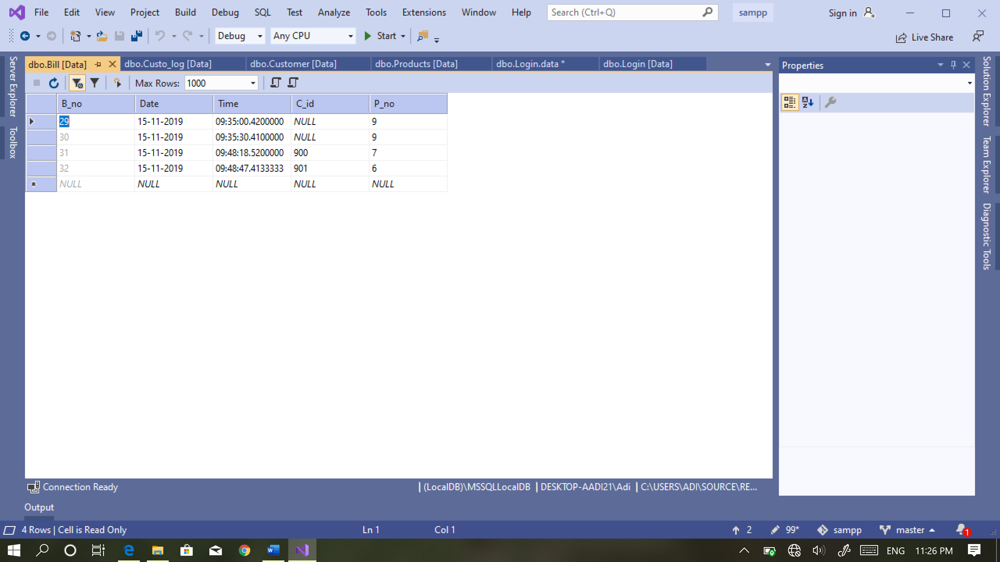 File Edit View Project Build Debug SQL Test Analyze Tools Extensions Window Help Search (Ctrl+Q) sampp Sign in
Debug Any CPU Start Live Share
Server Explorer
Toolbox
dbo.Bill [Data] dbo.Custo_log [Data] dbo.Customer [Data] dbo.Products [Data] dbo.Login.data * dbo.Login [Data]
Max Rows: 1000
B_no Date Time C_id P_no
29 15-11-2019 09:35:00.4200000 NULL 9
30 15-11-2019 09:35:30.4100000 NULL 9
31 15-11-2019 09:48:18.5200000 900 7
32 15-11-2019 09:48:47.4133333 901 6
NULL NULL NULL NULL NULL
Properties
Solution Explorer
Team Explorer
Diagnostic Tools
Connection Ready (LocalDB)\MSSQLLocalDB DESKTOP-AADI21\Adi C:\USERS\ADI\SOURCE\RE...
Output
4 Rows | Cell is Read Only Ln 1 Col 1 2 99* sampp master 1
ENG 11:26 PM